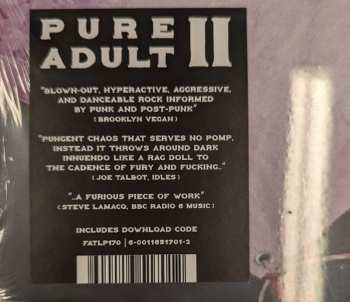 PURE
ADULT II
"BLOWN-OUT, HYPERACTIVE, AGGRESSIVE,
AND DANCEABLE ROCK INFORMED
BY PUNK AND POST-PUNK"
(BROOKLYN VEGAN)
"PUNGENT CHAOS THAT SERVES NO POMP,
INSTEAD IT THROWS AROUND DARK
INNUENDO LIKE A RAG DOLL TO
THE CADENCE OF FURY AND FUCKING.."
(JOE TALBOT, IDLES)
"..A FURIOUS PIECE OF WORK"
(STEVE LAMACQ, BBC RADIO 6 MUSIC)
INCLUDES DOWNLOAD CODE
FATLP170 | 6-0011691701-2